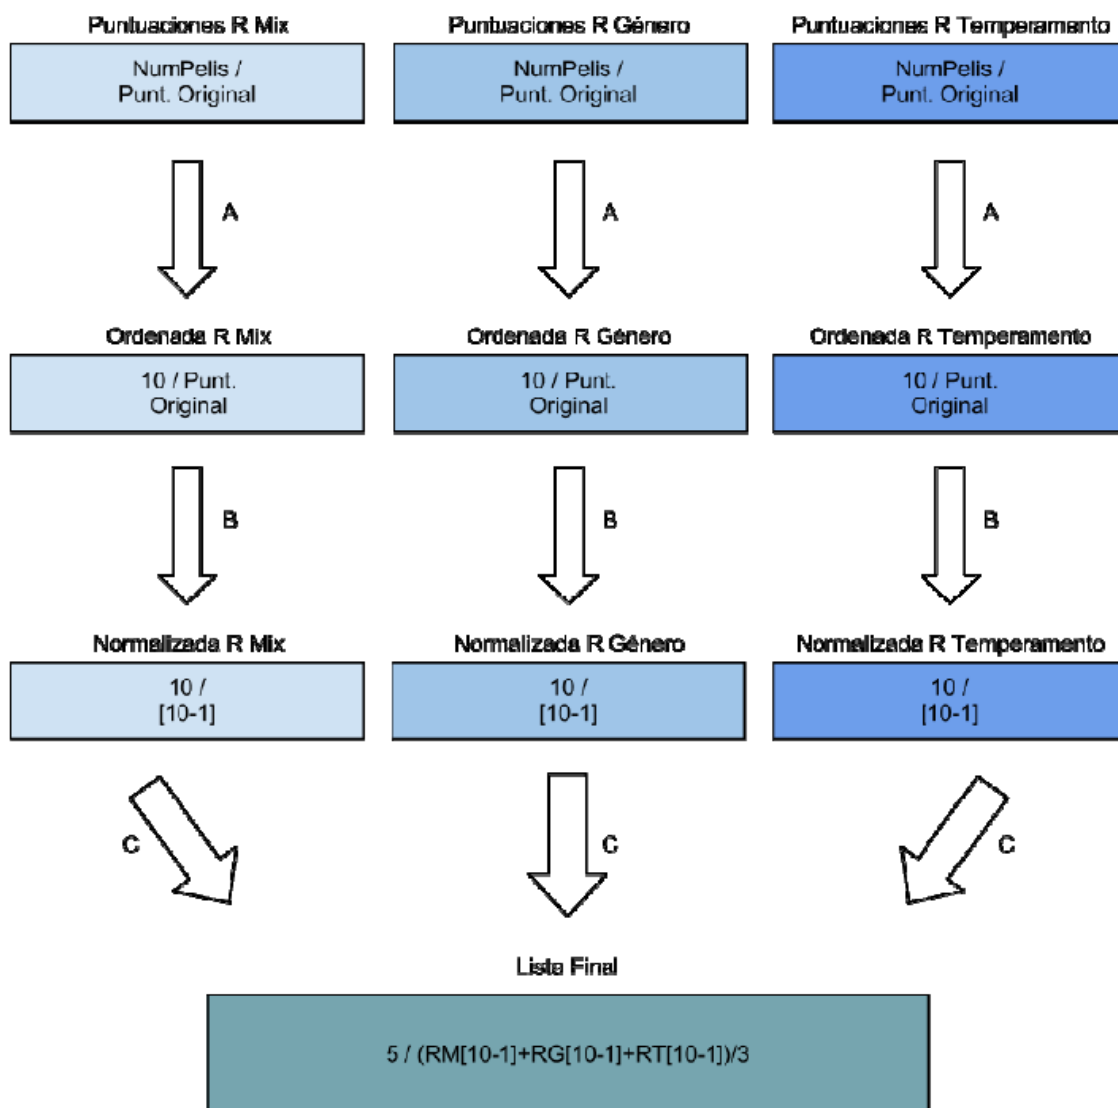 Puntuaciones R Mix
Puntuaciones R Género
Puntuaciones R Temperamento
NumPelis /
Punt. Original
NumPelis /
Punt. Original
NumPelis /
Punt. Original
A
A
A
Ordenada R Mix
Ordenada R Género
Ordenada R Temperamento
10 / Punt.
Original
10 / Punt.
Original
10 / Punt.
Original
B
B
B
Normalizada R Mix
Normalizada R Género
Normalizada R Temperamento
10 /
[10-1]
10 /
[10-1]
10 /
[10-1]
C
C
C
Lista Final
5 / (RM[10-1]+RG[10-1]+RT[10-1])/3